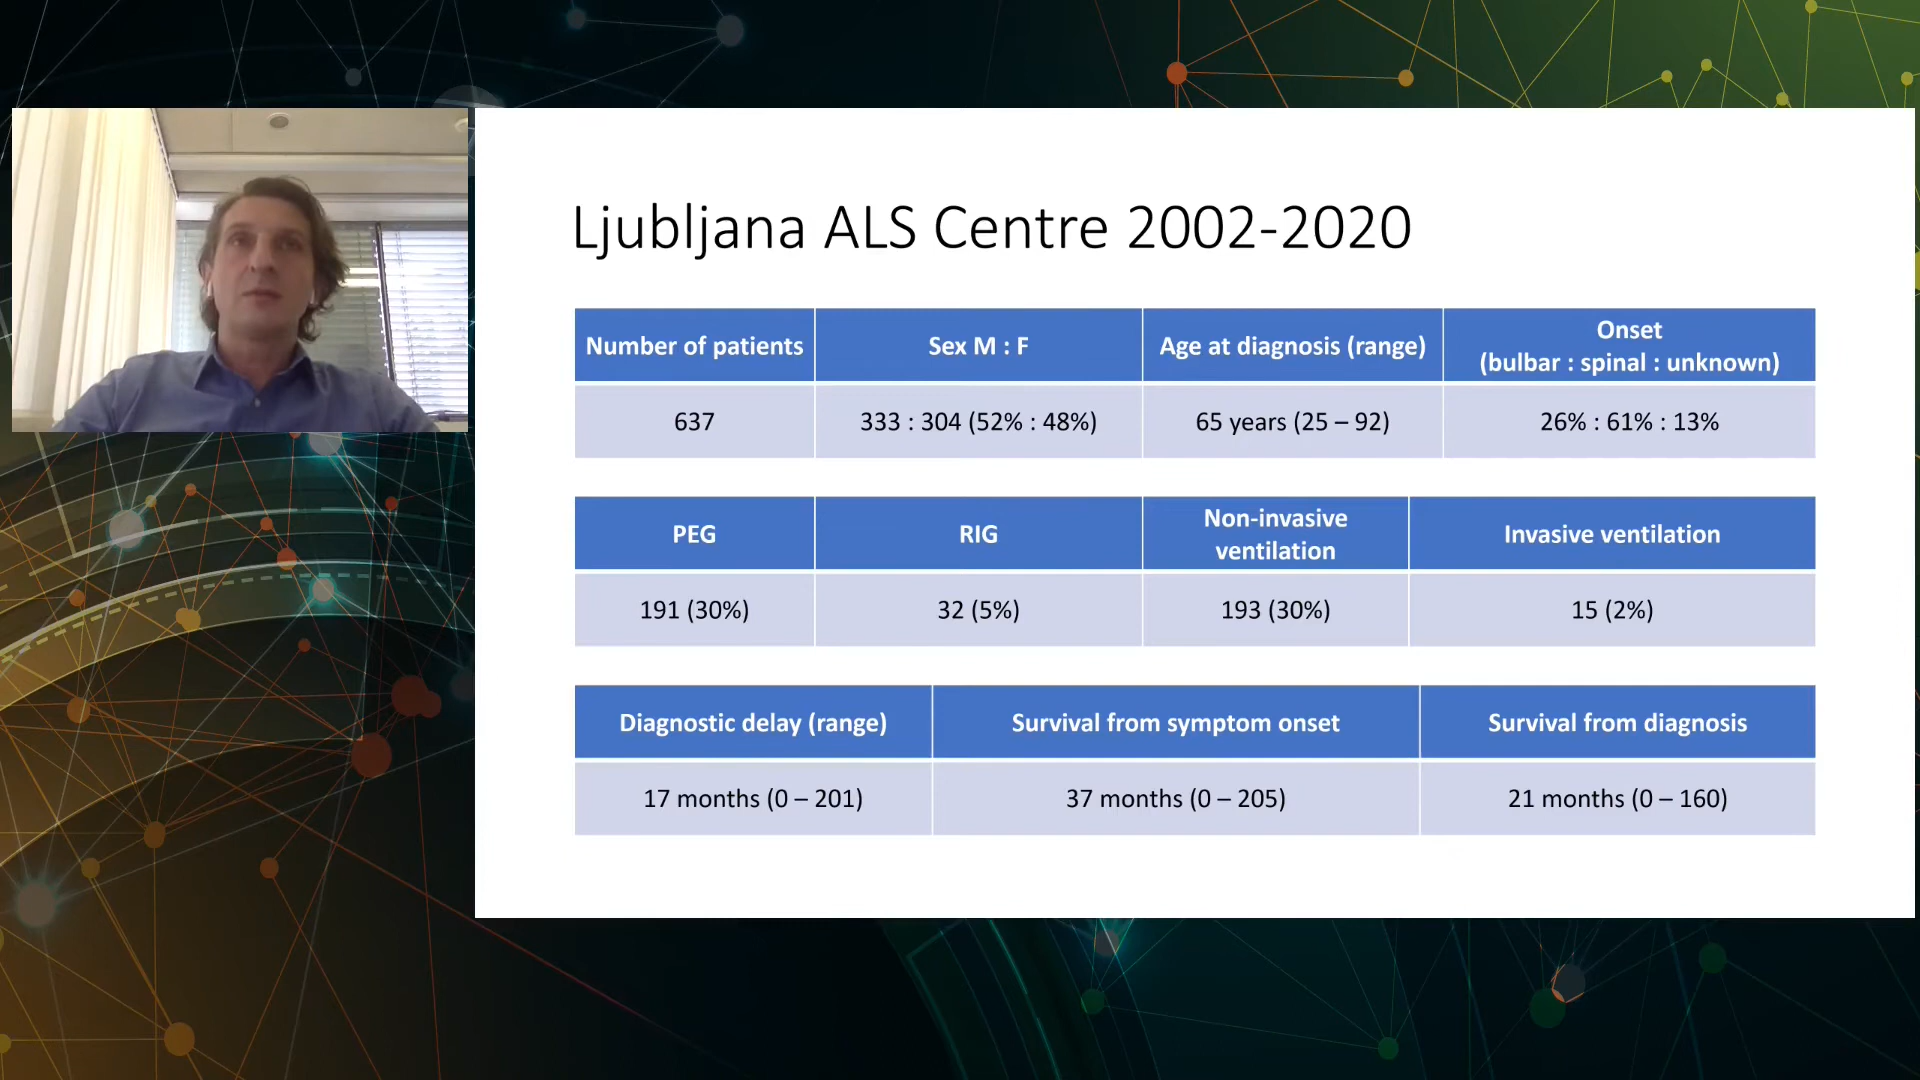 Ljubljana ALS Centre 2002-2020
Number of patients
Sex M : F
Age at diagnosis (range)
Onset
(bulbar : spinal : unknown)
637
333 : 304 (52% : 48%)
65 years (25 – 92)
26% : 61% : 13%
PEG
RIG
Non-invasive
ventilation
Invasive ventilation
191 (30%)
32 (5%)
193 (30%)
15 (2%)
Diagnostic delay (range)
Survival from symptom onset
Survival from diagnosis
17 months (0 – 201)
37 months (0 – 205)
21 months (0 – 160)